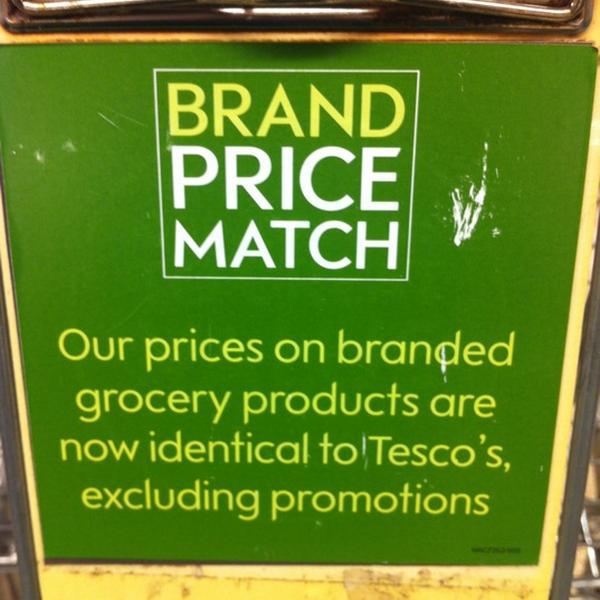 BRAND
PRICE
MATCH
Our prices on branded
grocery products are
now identical to Tesco's,
excluding promotions